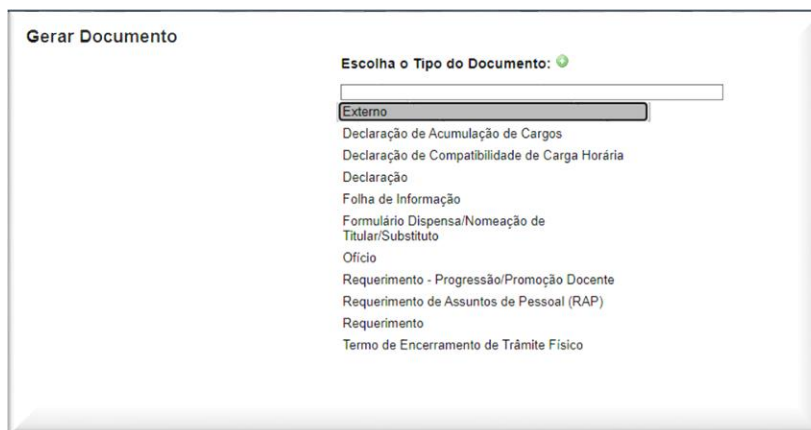 Gerar Documento
Escolha o Tipo do Documento:
Externo
Declaração de Acumulação de Cargos
Declaração de Compatibilidade de Carga Horária
Declaração
Folha de Informação
Formulário Dispensa/Nomeação de
Titular/Substituto
Ofício
Requerimento - Progressão/Promoção Docente
Requerimento de Assuntos de Pessoal (RAP)
Requerimento
Termo de Encerramento de Trâmite Físico